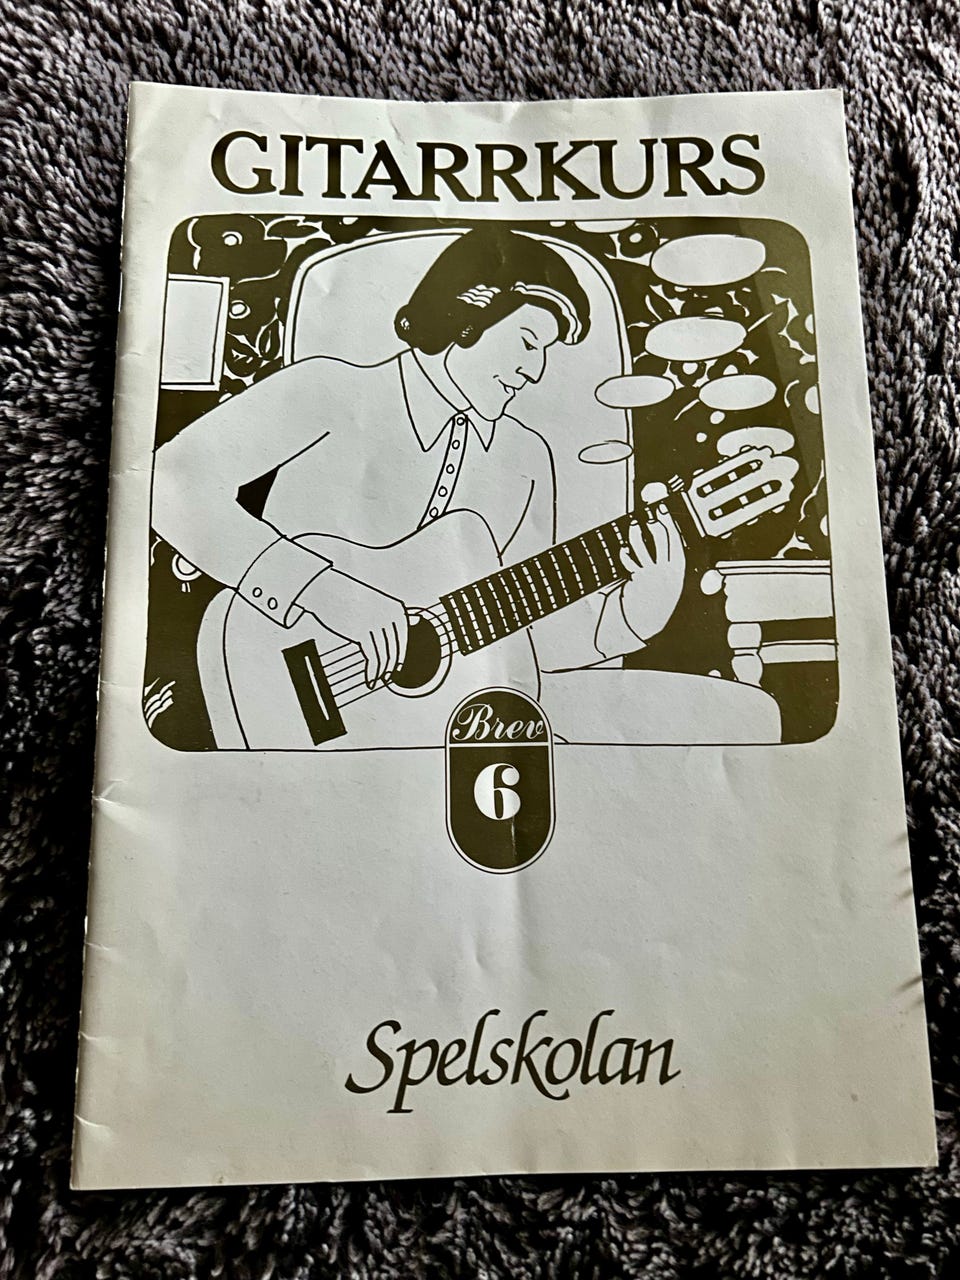 GITARRKURS
Brev
6
Spelskolan